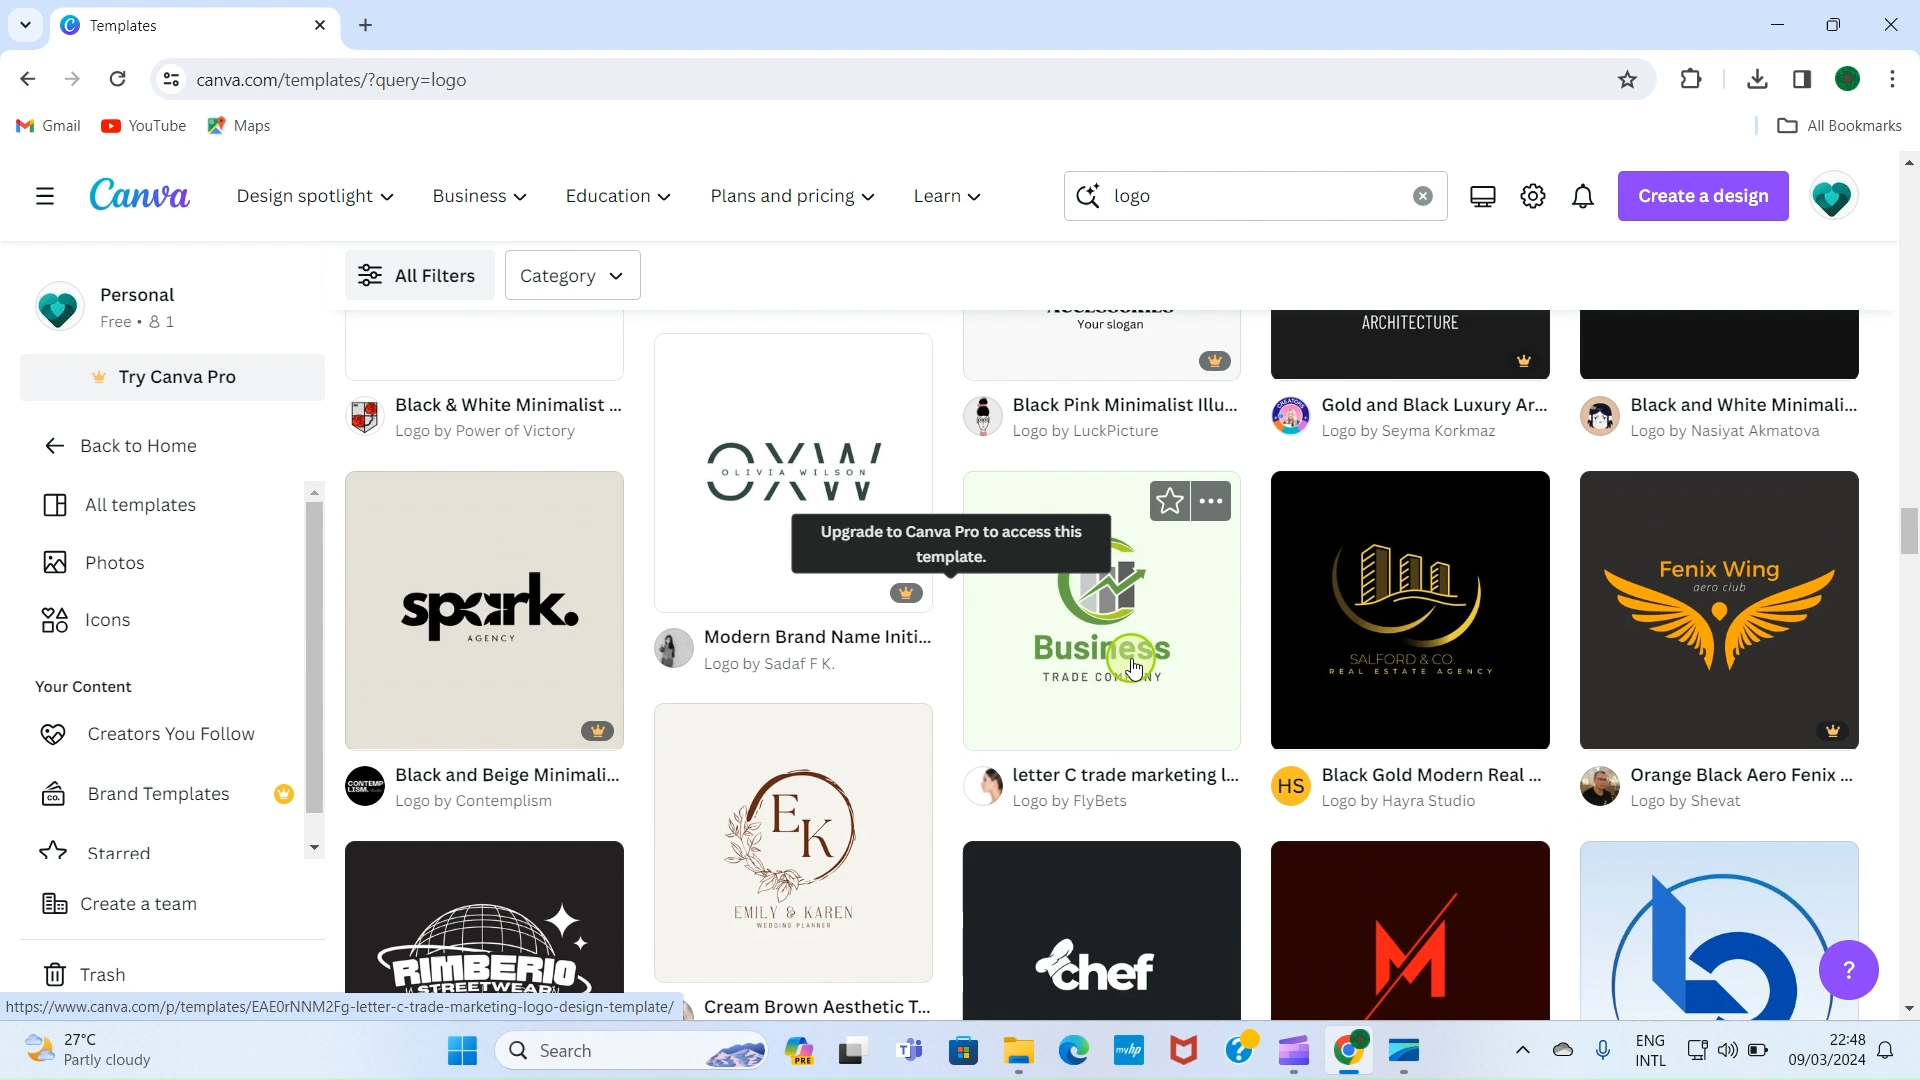 Templates
canva.com/templates/?query=logo
Gmail YouTube Maps All Bookmarks
Canva Design spotlight Business Education Plans and pricing Learn logo Create a design
All Filters Category
Personal
Free • 1
Try Canva Pro
Back to Home
All templates
Photos
Icons
Your Content
Creators You Follow
Brand Templates
Starred
Create a team
Trash
Your slogan
ARCHITECTURE
Black & White Minimalist ...
Logo by Power of Victory
Black Pink Minimalist Illu...
Logo by LuckPicture
Gold and Black Luxury Ar...
Logo by Seyma Korkmaz
Black and White Minimali...
Logo by Nasiyat Akmatova
OXW
OLIVIA WILSON
Upgrade to Canva Pro to access this
template.
Modern Brand Name Initi...
Logo by Sadaf F K.
spark.
AGENCY
CONTEMP
LISM.
Black and Beige Minimali...
Logo by Contemplism
Business
TRADE COMPANY
letter C trade marketing l...
Logo by FlyBets
SALFORD & CO.
REAL ESTATE AGENCY
HS
Black Gold Modern Real ...
Logo by Hayra Studio
Fenix Wing
aero club
Orange Black Aero Fenix ...
Logo by Shevat
RIMBERIO
STREETWEAR
EK
EMILY & KAREN
WEDDING PLANNER
Cream Brown Aesthetic T...
chef
M
b
?
https://www.canva.com/p/templates/EAE0rNNM2Fg-letter-c-trade-marketing-logo-design-template/
27°C
Partly cloudy
Search
PRE
myhp
ENG
INTL
22:48
09/03/2024